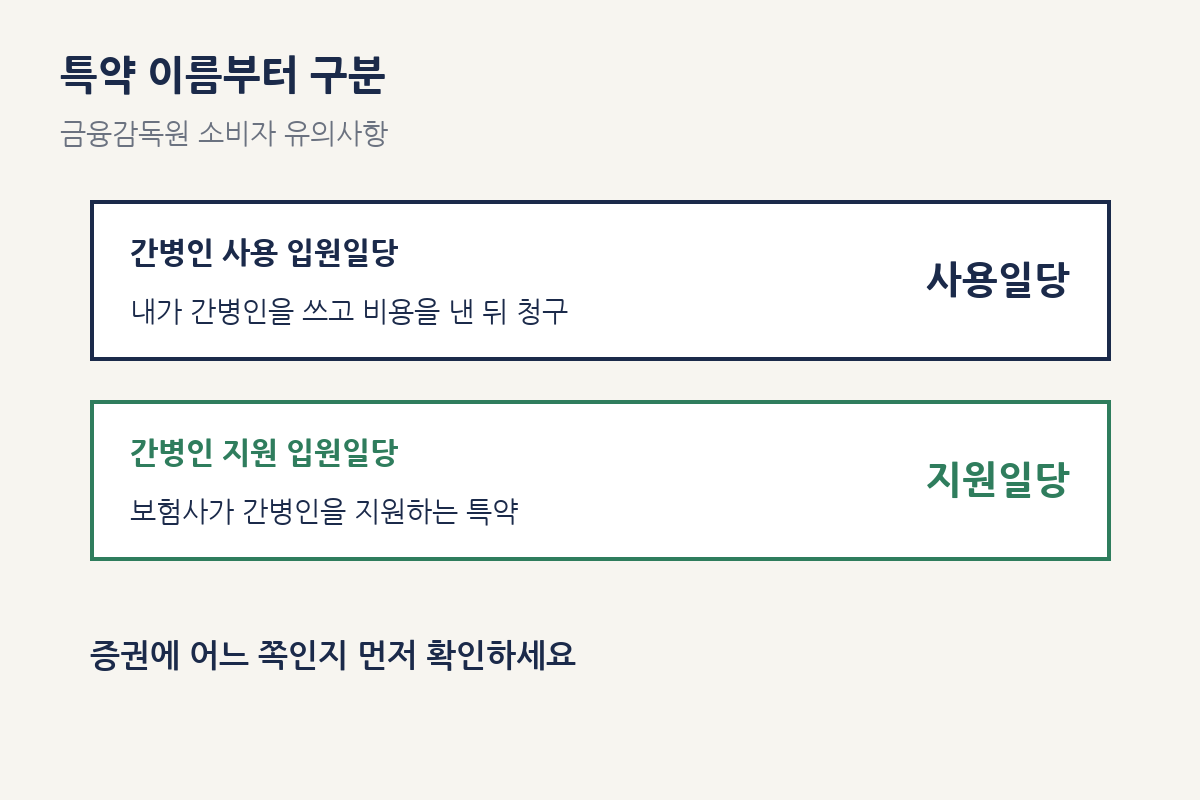 특약 이름부터 구분
금융감독원 소비자 유의사항
간병인 사용 입원일당
내가 간병인을 쓰고 비용을 낸 뒤 청구
사용일당
간병인 지원 입원일당
보험사가 간병인을 지원하는 특약
지원일당
증권에 어느 쪽인지 먼저 확인하세요